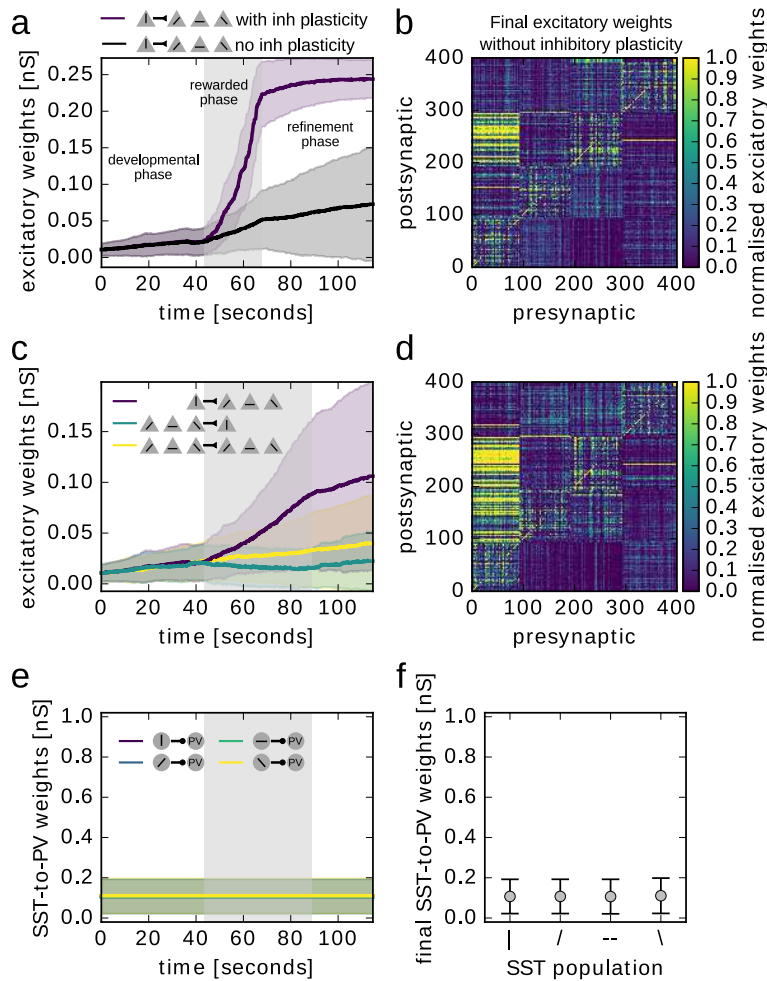 a
with inh plasticity
no inh plasticity
excitatory weights [nS]
0.25
0.20
0.15
0.10
0.05
0.00
developmental
phase
rewarded
phase
refinement
phase
0 20 40 60 80 100
time [seconds]
b
Final excitatory weights
without inhibitory plasticity
postsynaptic
400
300
200
100
0
0 100 200 300 400
presynaptic
1.0
0.9
0.8
0.7
0.6
0.5
0.4
0.3
0.2
0.1
0.0
normalised exciatory weights
c
excitatory weights [nS]
0.15
0.10
0.05
0.00
0 20 40 60 80 100
time [seconds]
d
postsynaptic
400
300
200
100
0
0 100 200 300 400
presynaptic
1.0
0.9
0.8
0.7
0.6
0.5
0.4
0.3
0.2
0.1
0.0
normalised exciatory weights
e
SST-to-PV weights [nS]
1.0
0.8
0.6
0.4
0.2
0.0
PV PV
PV PV
0 20 40 60 80 100
time [seconds]
f
final SST-to-PV weights [nS]
1.0
0.8
0.6
0.4
0.2
0.0
| / -- \
SST population